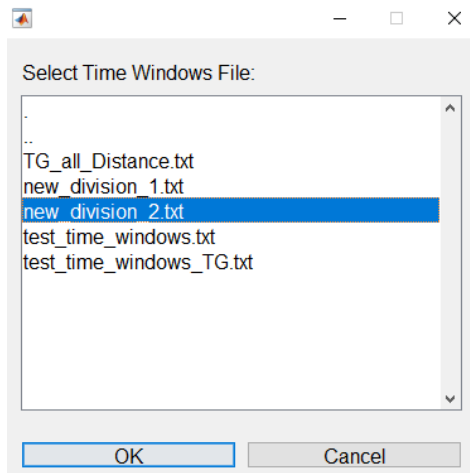 Select Time Windows File:
.
..
TG_all_Distance.txt
new_division_1.txt
new_division_2.txt
test_time_windows.txt
test_time_windows_TG.txt
OK
Cancel